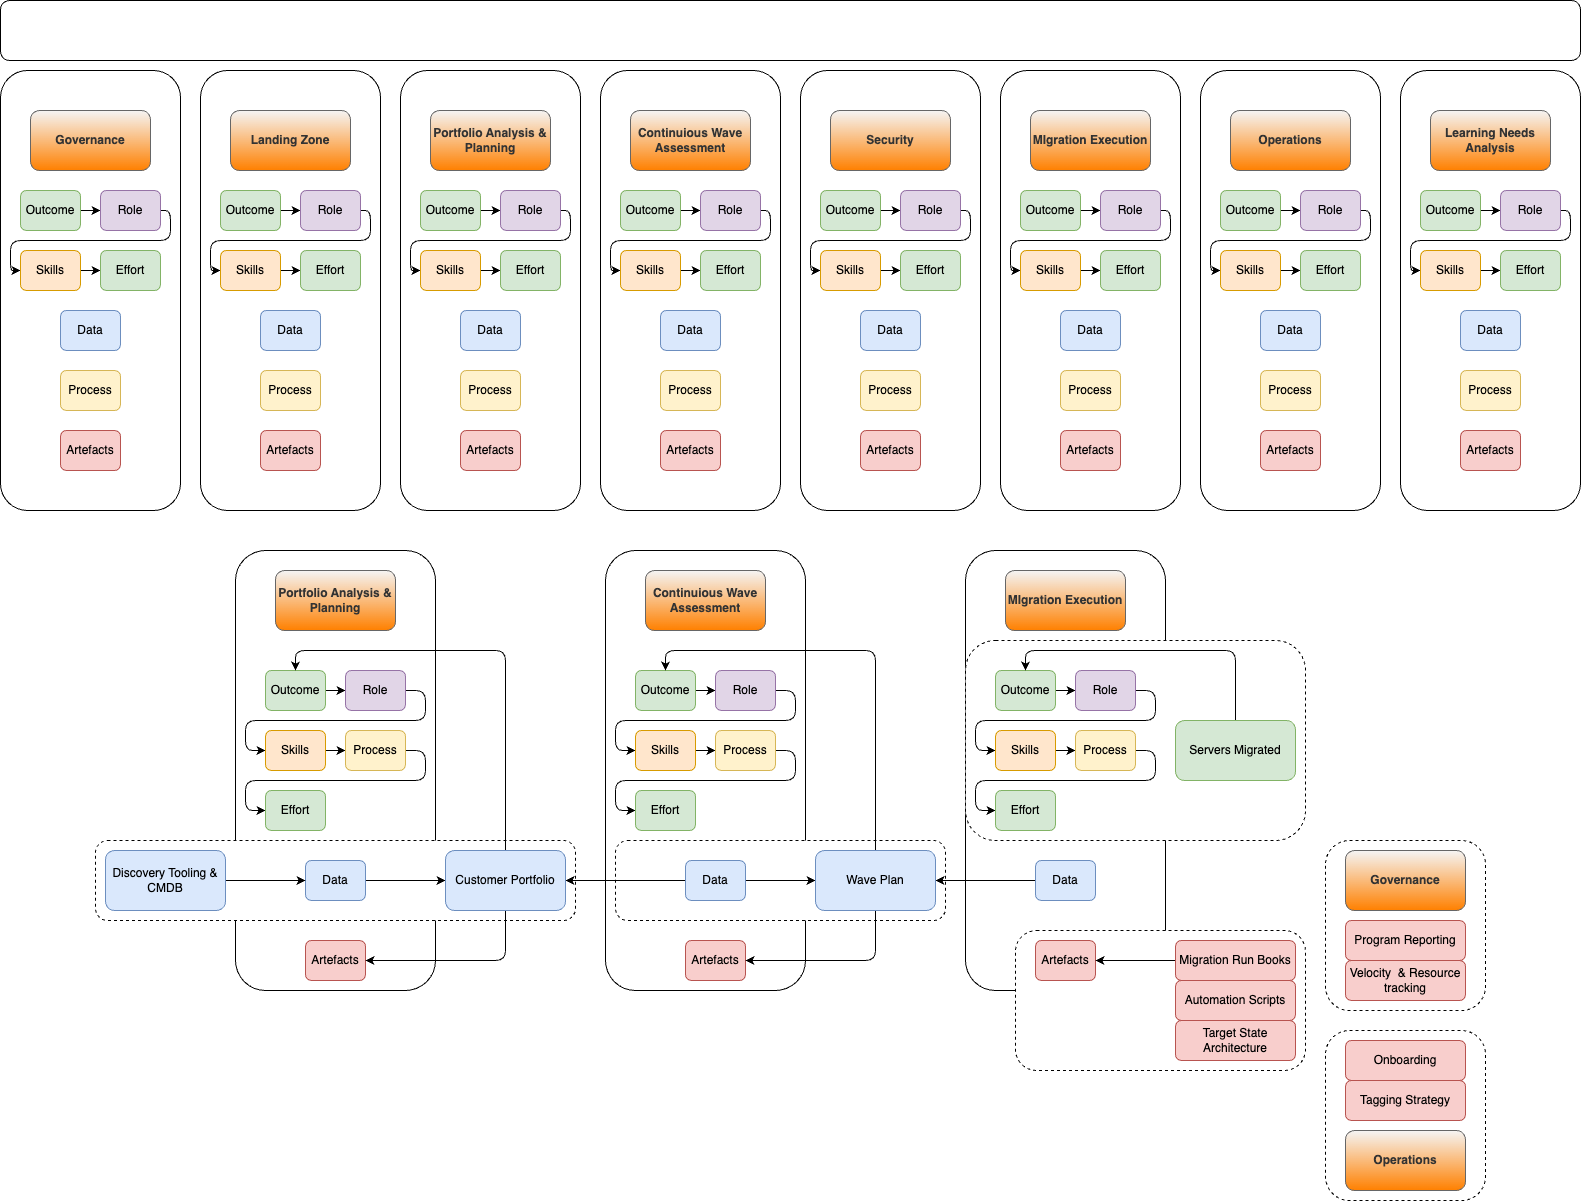 Governance
Landing Zone
Portfolio Analysis &
Planning
Continuious Wave
Assessment
Security
MIgration Execution
Operations
Learning Needs
Analysis
Outcome Role Outcome Role Outcome Role Outcome Role Outcome Role Outcome Role Outcome Role Outcome Role
Skills Effort Skills Effort Skills Effort Skills Effort Skills Effort Skills Effort Skills Effort Skills Effort
Data Data Data Data Data Data Data Data
Process Process Process Process Process Process Process Process
Artefacts Artefacts Artefacts Artefacts Artefacts Artefacts Artefacts Artefacts
Portfolio Analysis &
Planning
Outcome Role
Skills Process
Effort
Discovery Tooling &
CMDB
Data
Customer Portfolio
Artefacts
Continuious Wave
Assessment
Outcome Role
Skills Process
Effort
Data
Wave Plan
Artefacts
MIgration Execution
Outcome Role
Skills Process
Servers Migrated
Effort
Data
Artefacts
Migration Run Books
Automation Scripts
Target State
Architecture
Governance
Program Reporting
Velocity & Resource
tracking
Onboarding
Tagging Strategy
Operations